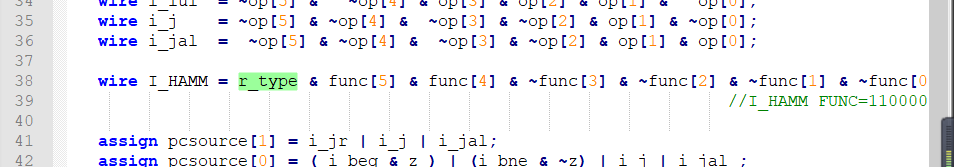 34 wire i_lui = ~op[5] & ~op[4] & op[3] & op[2] & op[1] & op[0];
35 wire i_j = ~op[5] & ~op[4] & ~op[3] & ~op[2] & op[1] & ~op[0];
36 wire i_jal = ~op[5] & ~op[4] & ~op[3] & ~op[2] & op[1] & op[0];
37
38 wire I_HAMM = r_type & func[5] & func[4] & ~func[3] & ~func[2] & ~func[1] & ~func[0
39 //I_HAMM FUNC=110000
40
41 assign pcsource[1] = i_jr | i_j | i_jal;
42 assign pcsource[0] = ( i_beq & z ) | (i_bne & ~z) | i_j | i_jal ;